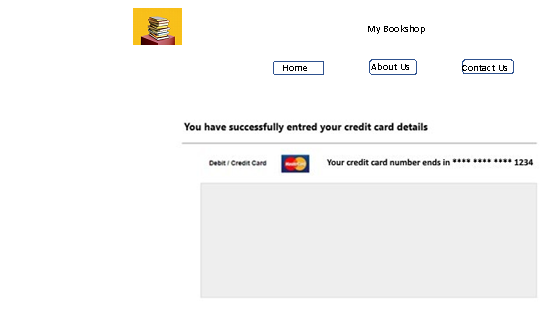 My Bookshop
Home About Us Contact Us
You have successfully entred your credit card details
Debit / Credit Card MasterCard Your credit card number ends in **** **** **** 1234